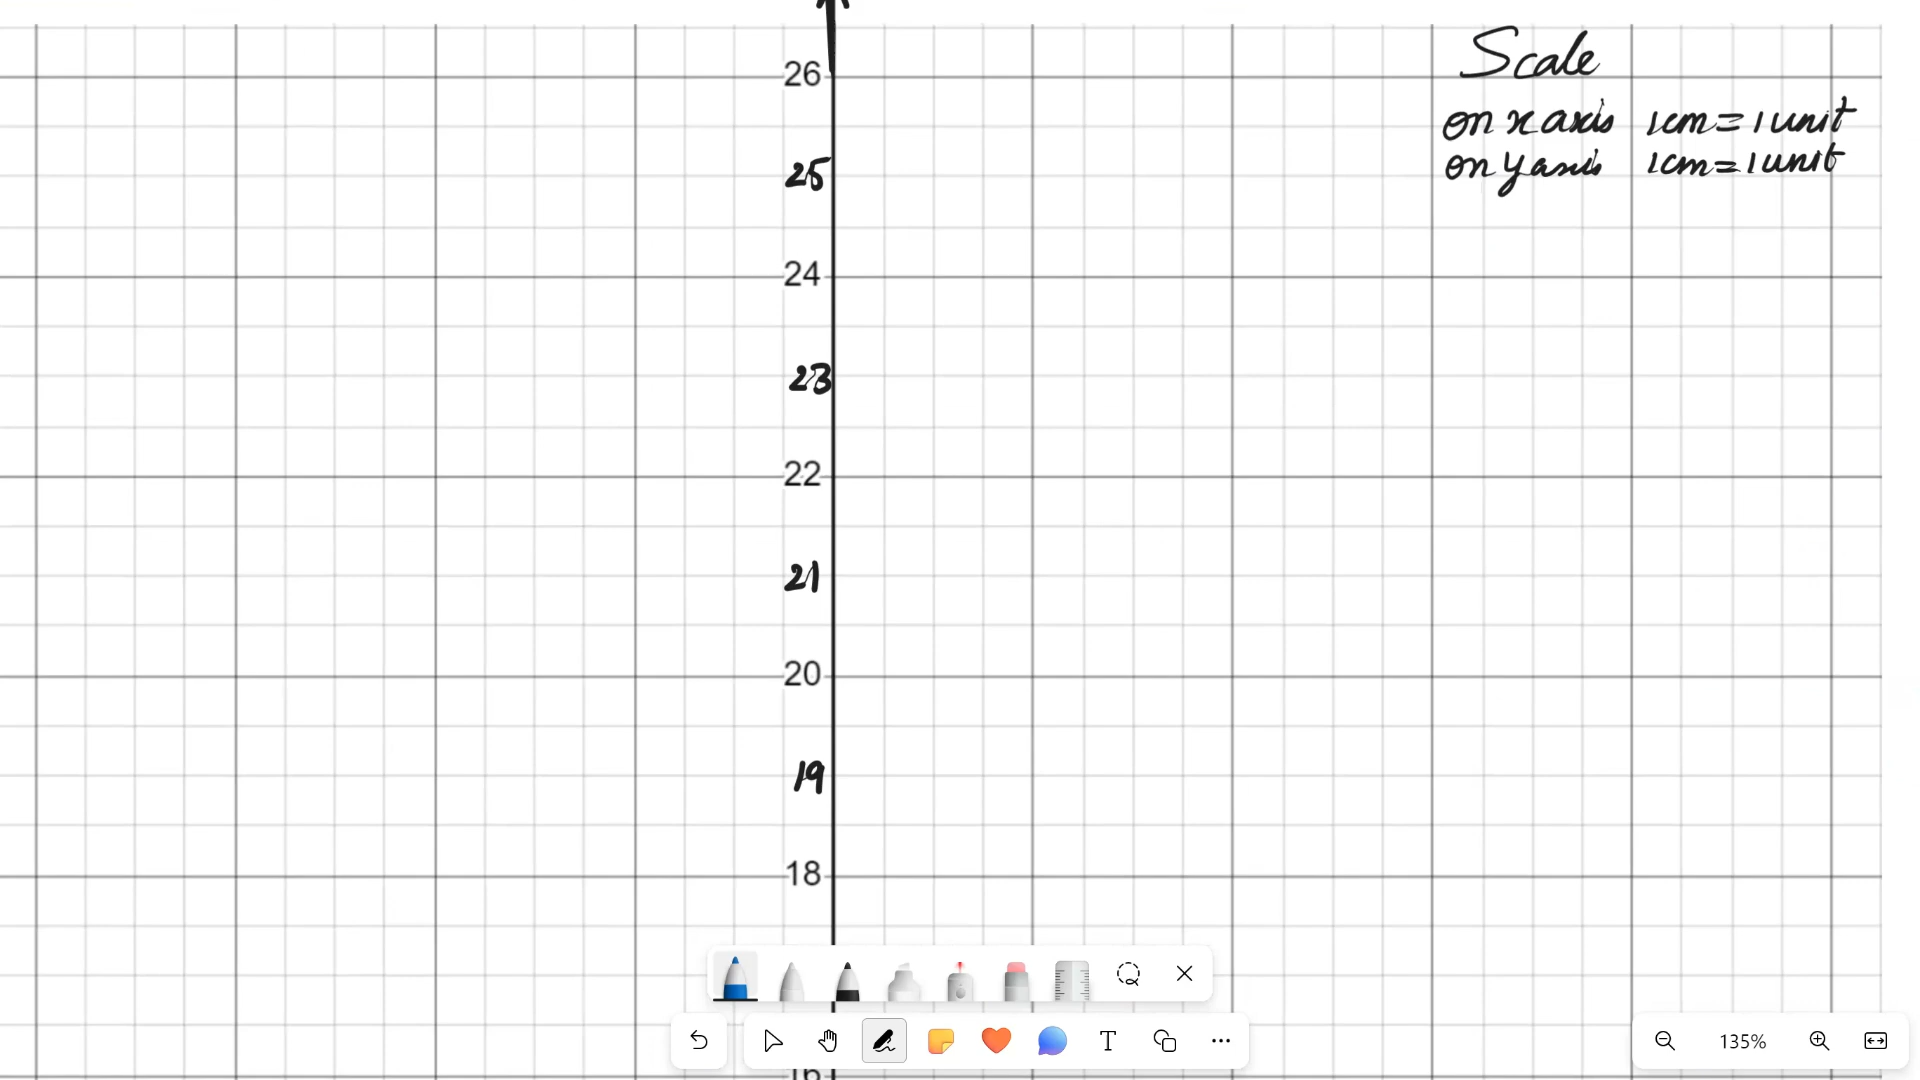 Scale
on x axis 1cm = 1 unit
on y axis 1cm = 1 unit
26
25
24
23
22
21
20
19
18
16
T
135%